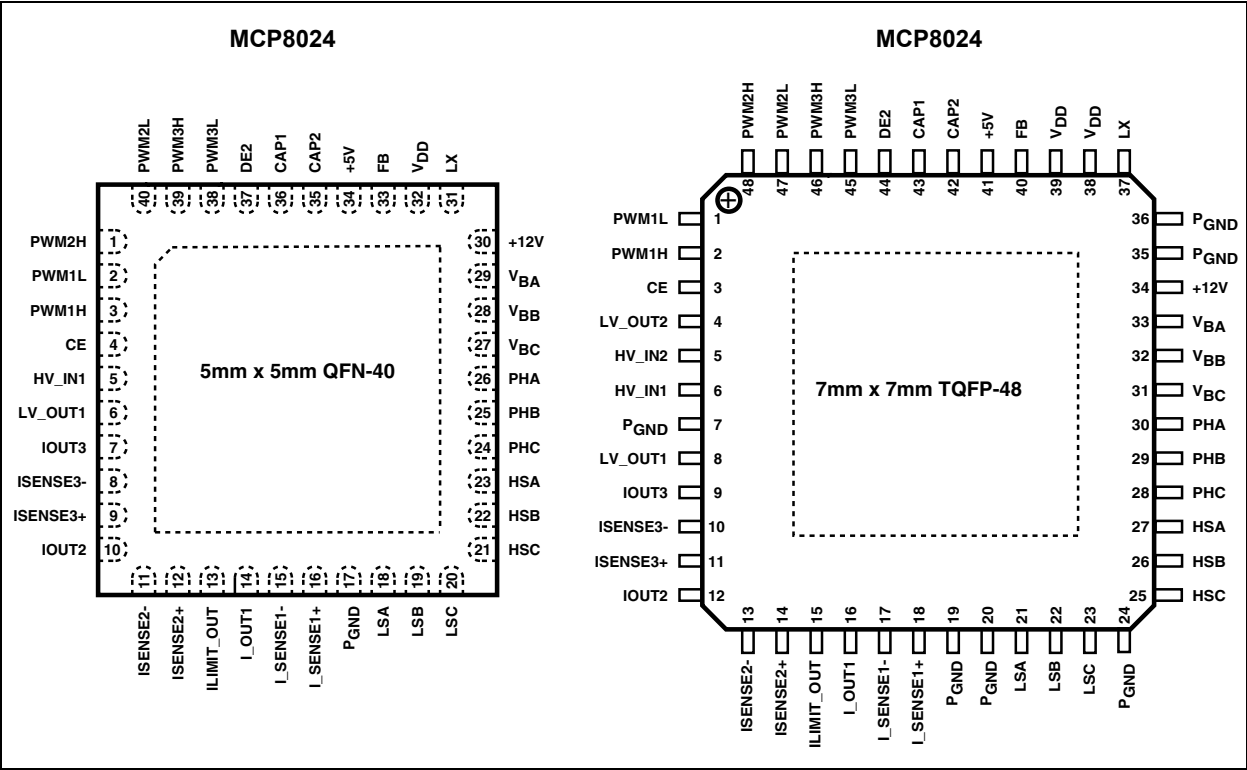 MCP8024
PWM2L
PWM3H
PWM3L
DE2
CAP1
CAP2
+5V
FB
VDD
LX
40
39
38
37
36
35
34
33
32
31
PWM2H 1
PWM1L 2
PWM1H 3
CE 4
HV_IN1 5
LV_OUT1 6
IOUT3 7
ISENSE3- 8
ISENSE3+ 9
IOUT2 10
5mm x 5mm QFN-40
30 +12V
29 VBA
28 VBB
27 VBC
26 PHA
25 PHB
24 PHC
23 HSA
22 HSB
21 HSC
11
12
13
14
15
16
17
18
19
20
ISENSE2-
ISENSE2+
ILIMIT_OUT
I_OUT1
I_SENSE1-
I_SENSE1+
PGND
LSA
LSB
LSC
MCP8024
PWM2H
PWM2L
PWM3H
PWM3L
DE2
CAP1
CAP2
+5V
FB
VDD
VDD
LX
48
47
46
45
44
43
42
41
40
39
38
37
PWM1L 1
PWM1H 2
CE 3
LV_OUT2 4
HV_IN2 5
HV_IN1 6
PGND 7
LV_OUT1 8
IOUT3 9
ISENSE3- 10
ISENSE3+ 11
IOUT2 12
7mm x 7mm TQFP-48
36 PGND
35 PGND
34 +12V
33 VBA
32 VBB
31 VBC
30 PHA
29 PHB
28 PHC
27 HSA
26 HSB
25 HSC
13
14
15
16
17
18
19
20
21
22
23
24
ISENSE2-
ISENSE2+
ILIMIT_OUT
I_OUT1
I_SENSE1-
I_SENSE1+
PGND
PGND
LSA
LSB
LSC
PGND